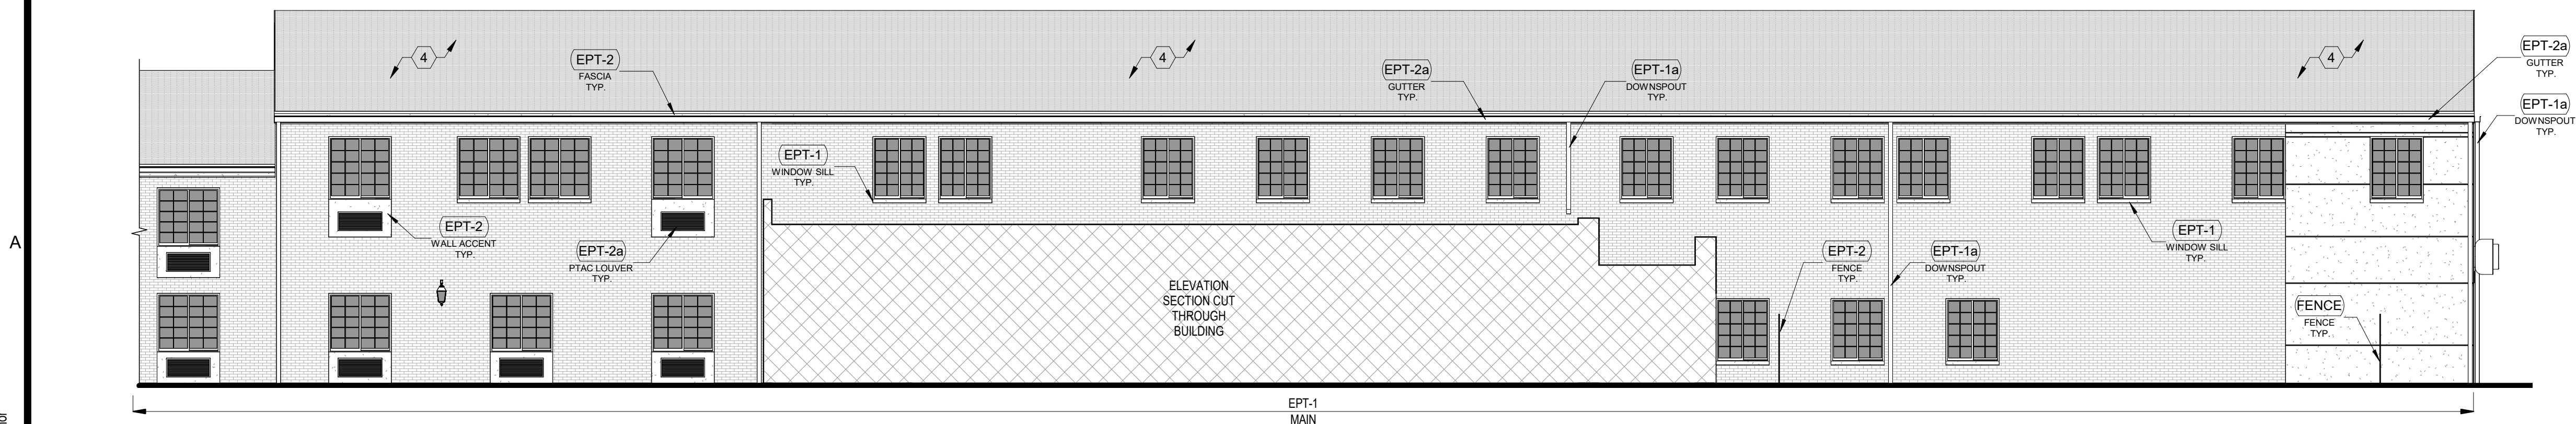 4
EPT-2
FASCIA
TYP.
4
EPT-2a
GUTTER
TYP.
EPT-1a
DOWNSPOUT
TYP.
4
EPT-2a
GUTTER
TYP.
EPT-1a
DOWNSPOUT
TYP.
EPT-1
WINDOW SILL
TYP.
A
EPT-2
WALL ACCENT
TYP.
EPT-2a
PTAC LOUVER
TYP.
ELEVATION
SECTION CUT
THROUGH
BUILDING
EPT-2
FENCE
TYP.
EPT-1a
DOWNSPOUT
TYP.
EPT-1
WINDOW SILL
TYP.
FENCE
FENCE
TYP.
EPT-1
MAIN